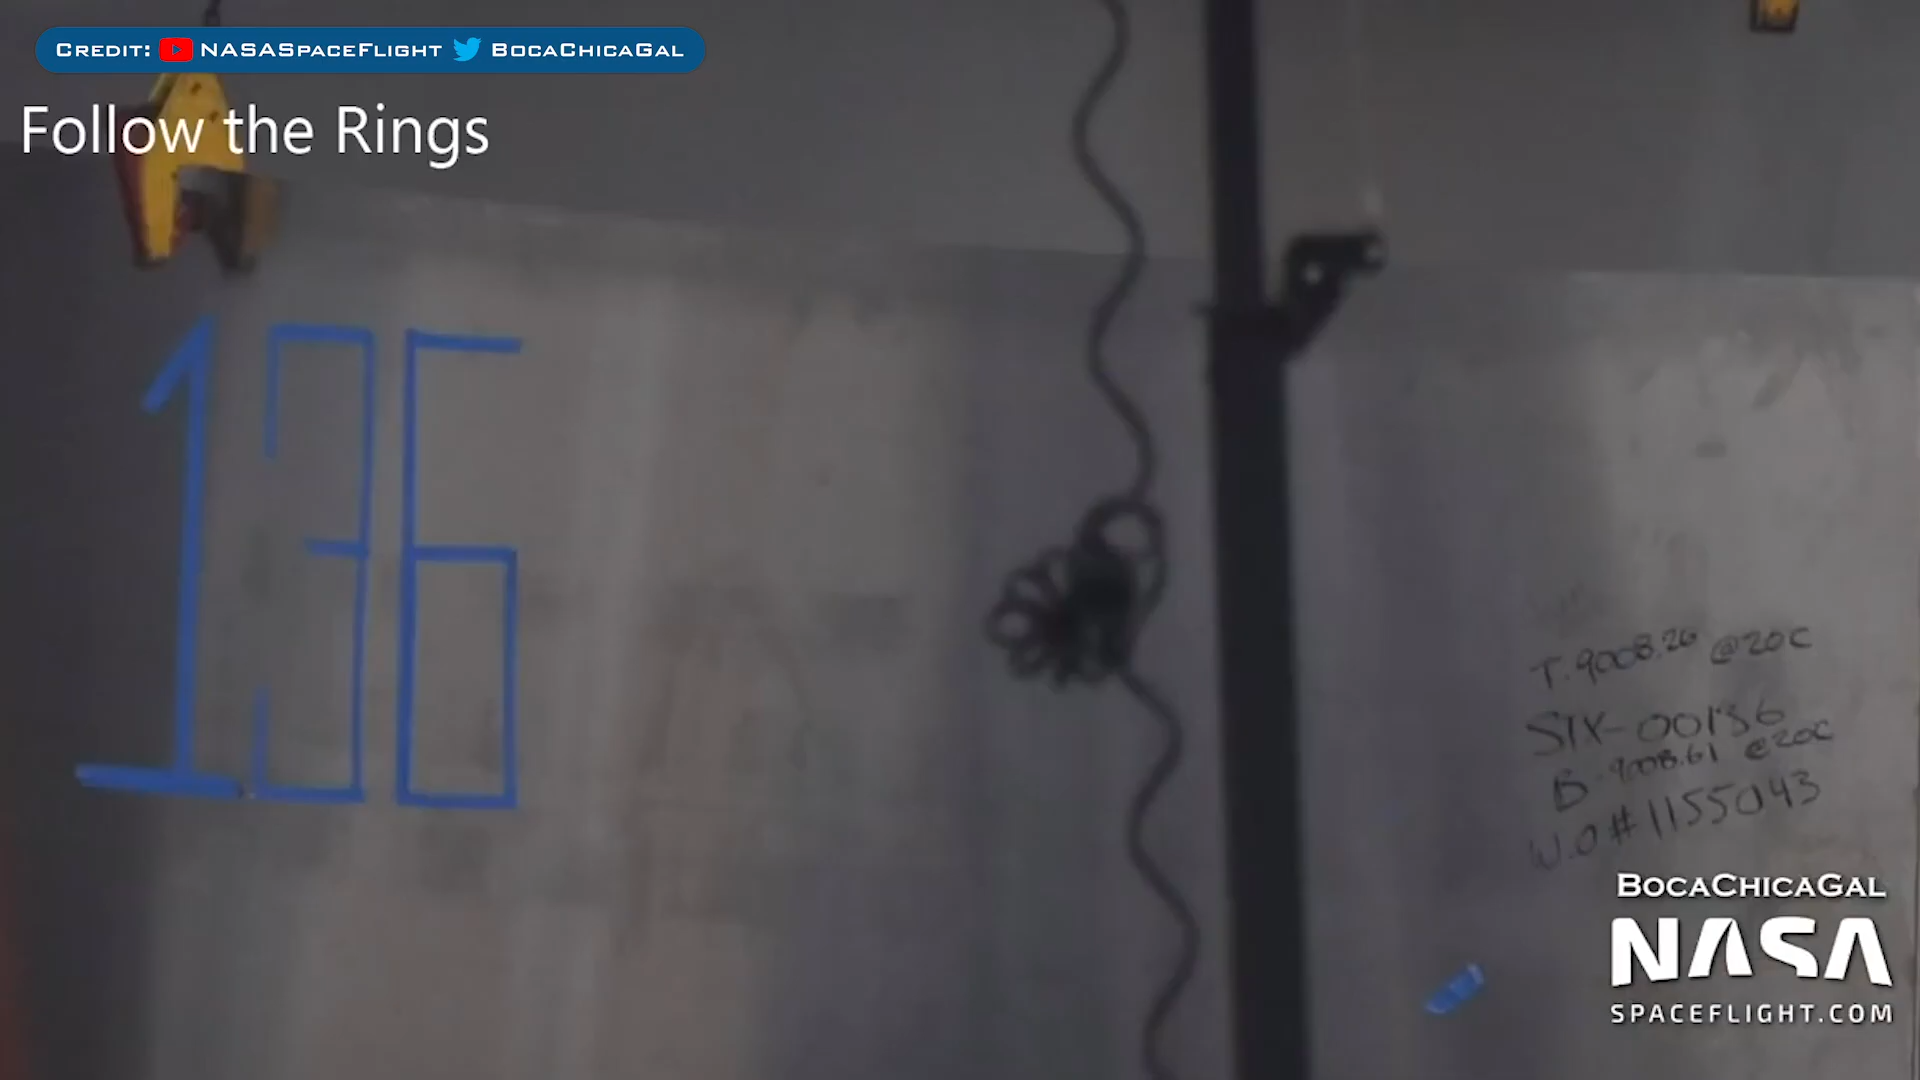 CREDIT: NASASPACEFLIGHT BOCACHICAGAL
Follow the Rings
136
T. 9008.26 @20C
STX-00136
B. 9008.61 @20C
W.O # 1155043
BOCACHICAGAL
NASA
SPACEFLIGHT.COM